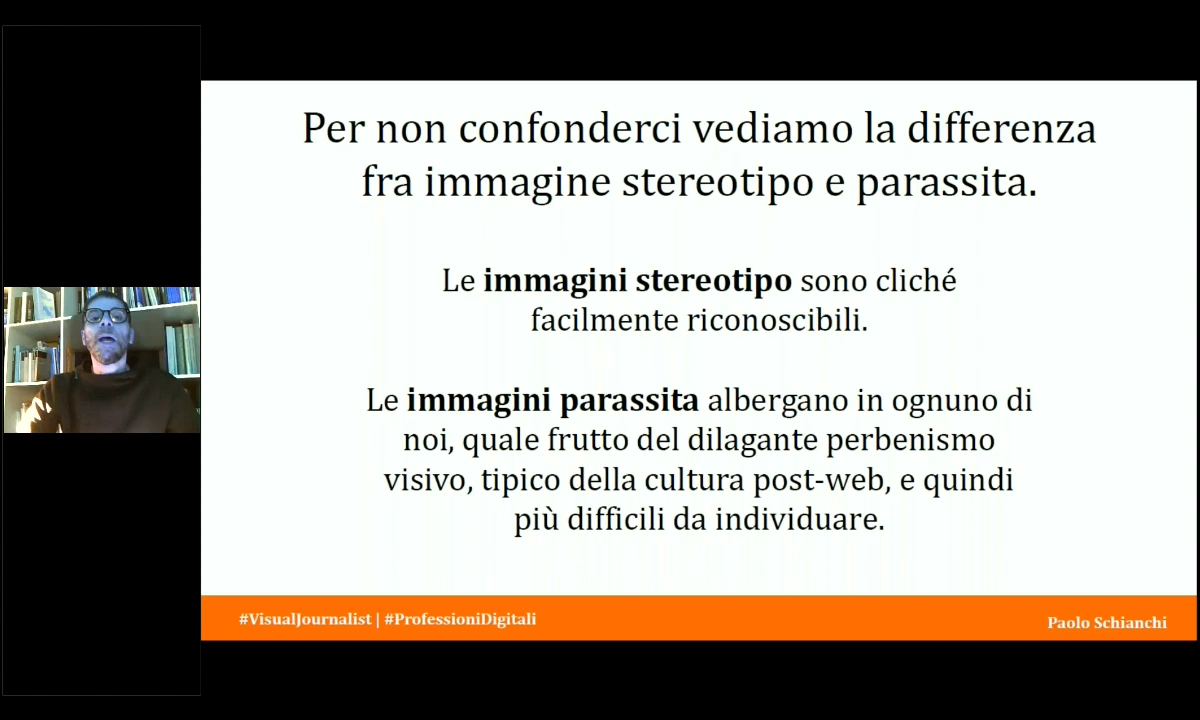 Per non confonderci vediamo la differenza
fra immagine stereotipo e parassita.
Le immagini stereotipo sono cliché
facilmente riconoscibili.
Le immagini parassita albergano in ognuno di
noi, quale frutto del dilagante perbenismo
visivo, tipico della cultura post-web, e quindi
più difficili da individuare.
#VisualJournalist | #ProfessioniDigitali
Paolo Schianchi